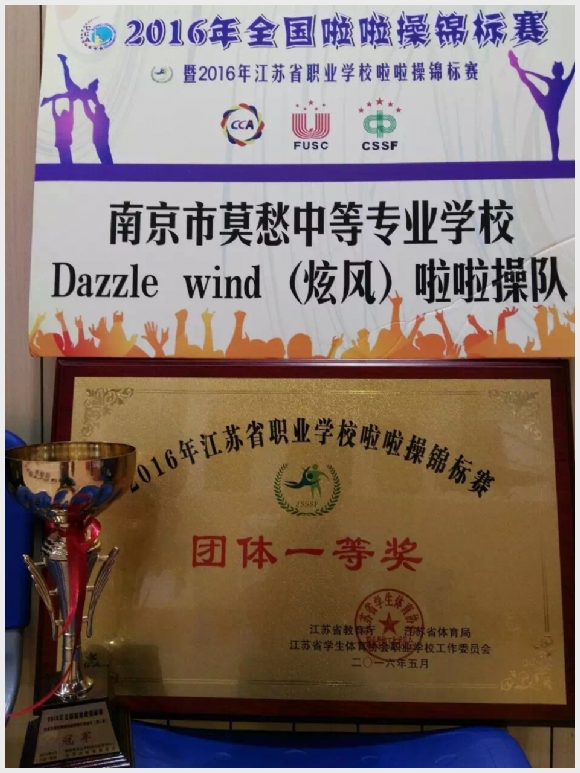 2016年全国啦啦操锦标赛
暨2016年江苏省职业学校啦啦操锦标赛
CCA
FUSC
CSSF
南京市莫愁中等专业学校
Dazzle wind (炫风) 啦啦操队
2016年江苏省职业学校啦啦操锦标赛
团体一等奖
江苏省教育厅 江苏省体育局
江苏省学生体育协会职业学校工作委员会
二〇一六年五月
冠军